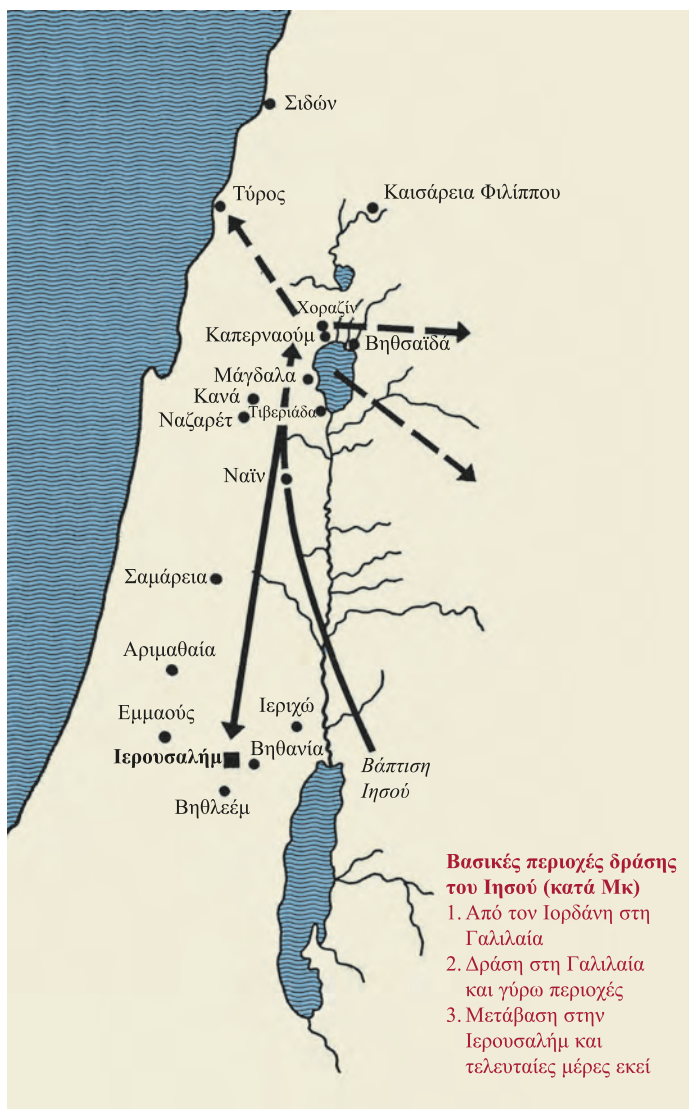 Σιδών
Τύρος
Καισάρεια Φιλίππου
Χοραζίν
Καπερναούμ
Βηθσαϊδά
Μάγδαλα
Κανά
Τιβεριάδα
Ναζαρέτ
Ναϊν
Σαμάρεια
Αριμαθαία
Ιεριχώ
Εμμαούς
Ιερουσαλήμ
Βηθανία
Βάπτιση
Ιησού
Βηθλεέμ
Βασικές περιοχές δράσης
του Ιησού (κατά Μκ)
1. Από τον Ιορδάνη στη
Γαλιλαία
2. Δράση στη Γαλιλαία
και γύρω περιοχές
3. Μετάβαση στην
Ιερουσαλήμ και
τελευταίες μέρες εκεί